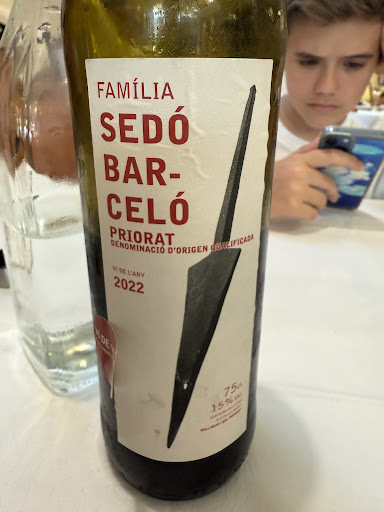 FAMÍLIA
SEDÓ
BAR-
CELÓ
PRIORAT
DENOMINACIÓ D'ORIGEN QUALIFICADA
VI DE L'ANY
2022
75cl
15% vol